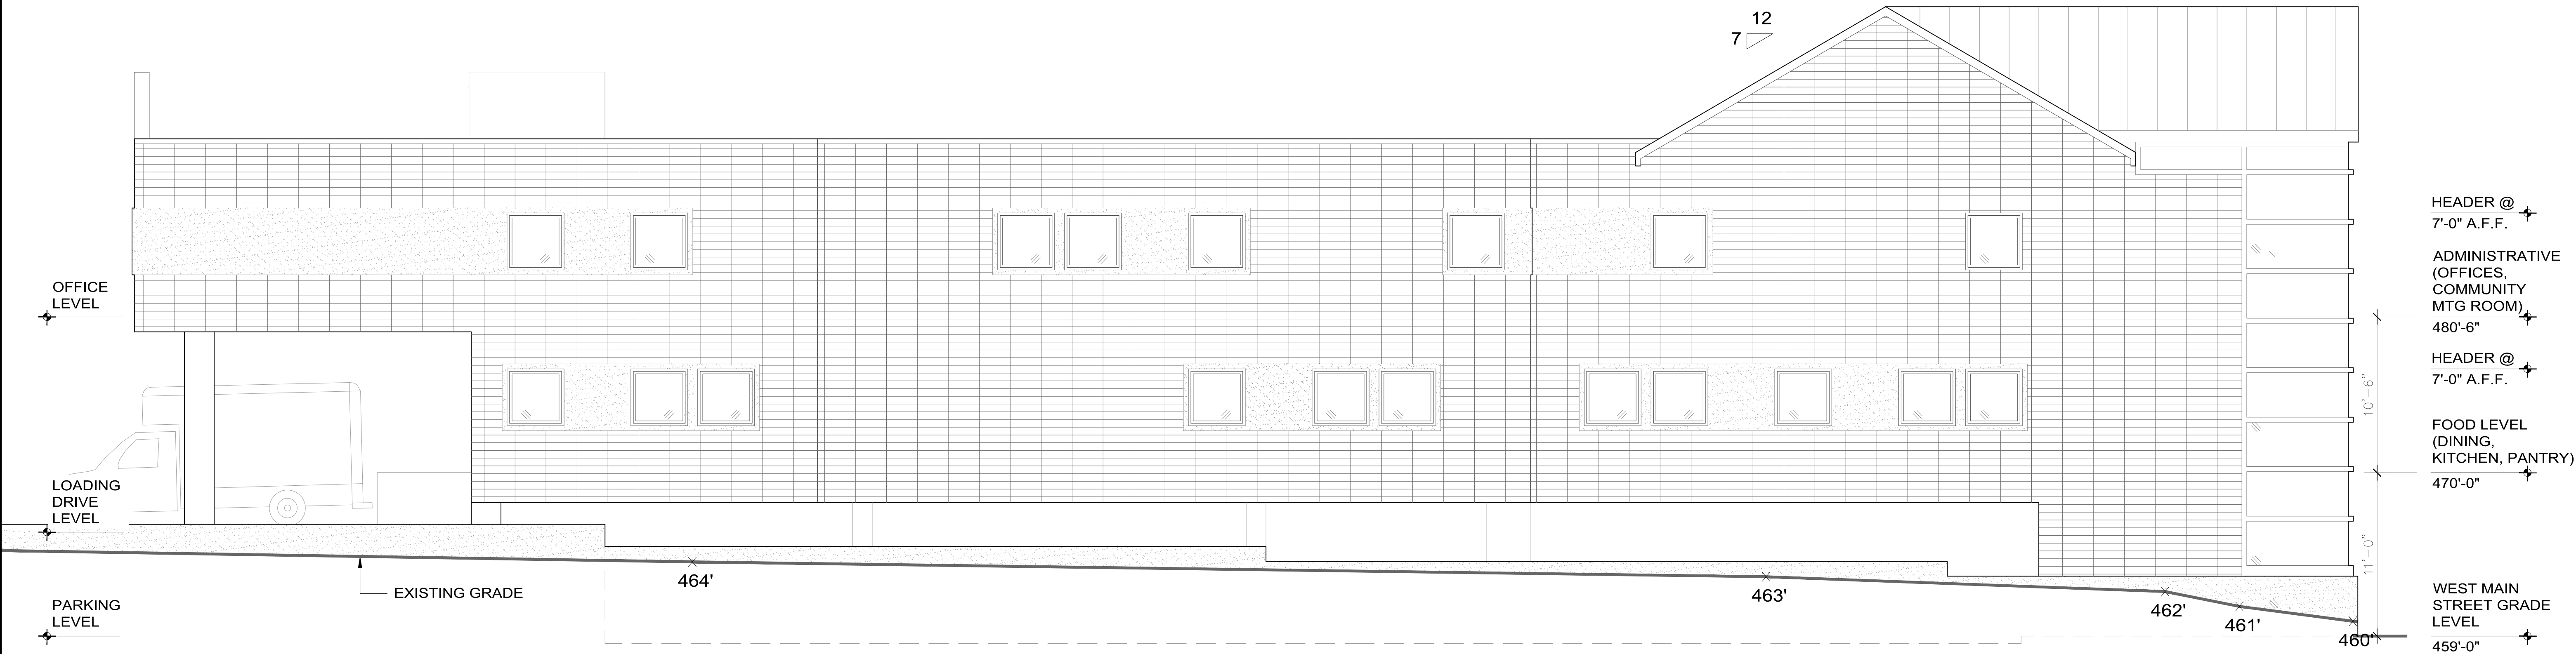 12
7
OFFICE
LEVEL
LOADING
DRIVE
LEVEL
PARKING
LEVEL
EXISTING GRADE
464'
463'
462'
461'
460'
10'-6"
11'-0"
HEADER @
7'-0" A.F.F.
ADMINISTRATIVE
(OFFICES,
COMMUNITY
MTG ROOM)
480'-6"
HEADER @
7'-0" A.F.F.
FOOD LEVEL
(DINING,
KITCHEN, PANTRY)
470'-0"
WEST MAIN
STREET GRADE
LEVEL
459'-0"